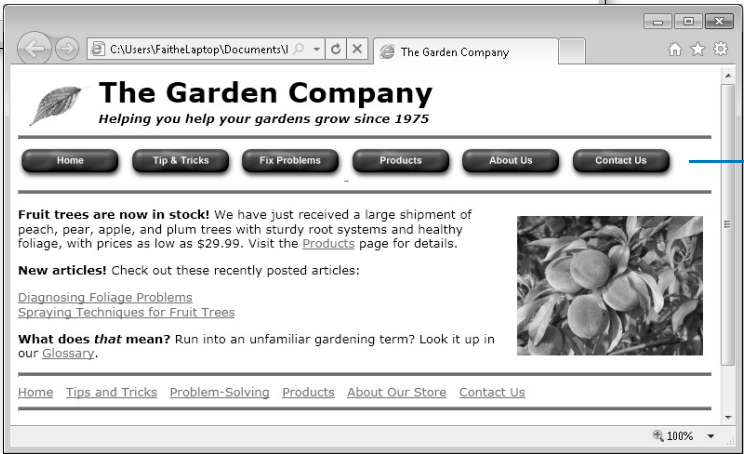 C:\Users\FaitheLaptop\Documents\I
The Garden Company
The Garden Company
Helping you help your gardens grow since 1975
Home Tip & Tricks Fix Problems Products About Us Contact Us
Fruit trees are now in stock! We have just received a large shipment of
peach, pear, apple, and plum trees with sturdy root systems and healthy
foliage, with prices as low as $29.99. Visit the Products page for details.
New articles! Check out these recently posted articles:
Diagnosing Foliage Problems
Spraying Techniques for Fruit Trees
What does that mean? Run into an unfamiliar gardening term? Look it up in
our Glossary.
Home Tips and Tricks Problem-Solving Products About Our Store Contact Us
100%